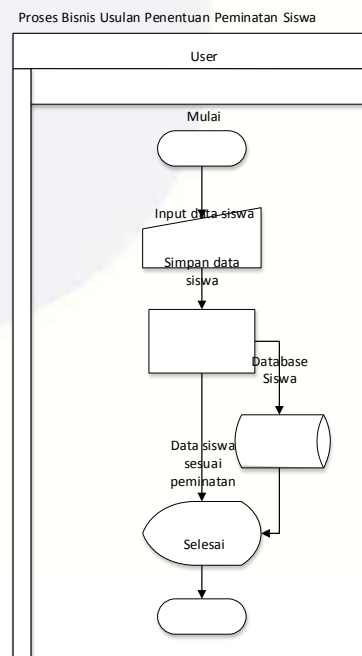 Proses Bisnis Usulan Penentuan Peminatan Siswa
User
Mulai
Input data siswa
Simpan data
siswa
Database
Siswa
Data siswa
sesuai
peminatan
Selesai